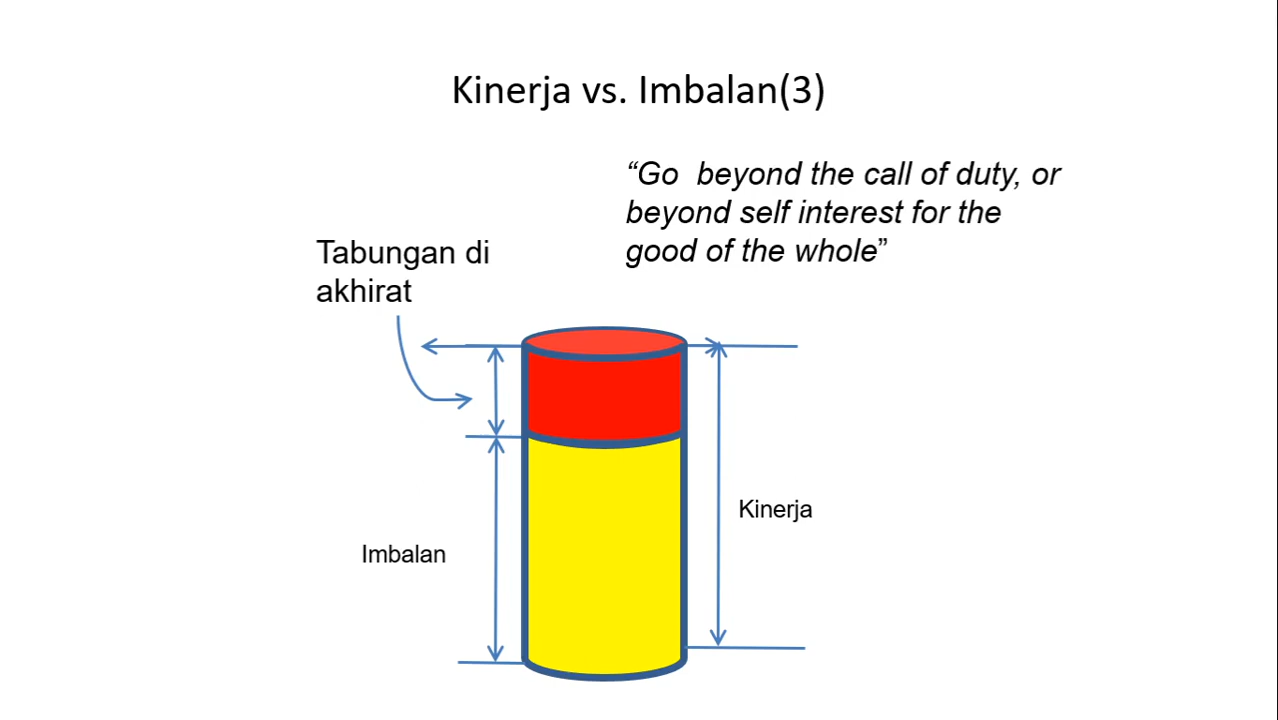 Kinerja vs. Imbalan(3)
“Go beyond the call of duty, or
beyond self interest for the
good of the whole”
Tabungan di
akhirat
Kinerja
Imbalan